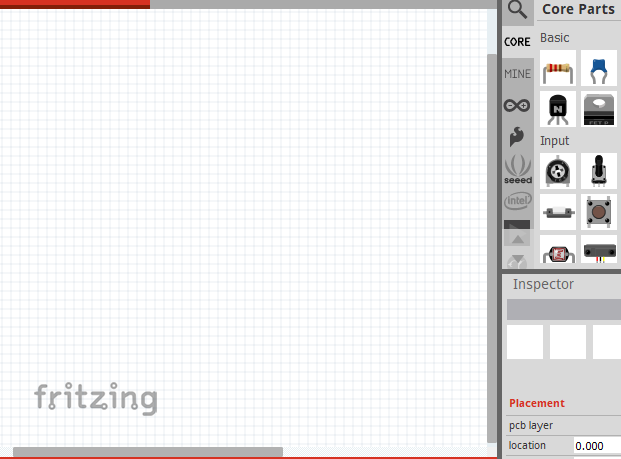 Core Parts
CORE
Basic
MINE
N
Input
seeed
intel
Inspector
fritzing
Placement
pcb layer
location
0.000